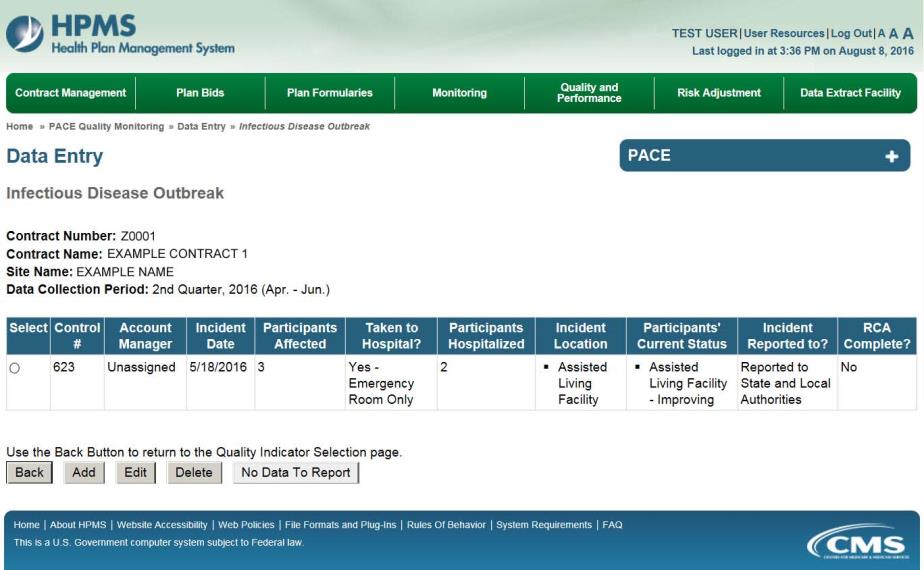 HPMS
Health Plan Management System
TEST USER|User Resources|Log Out|A A A
Last logged in at 3:36 PM on August 8, 2016
Contract Management
Plan Bids
Plan Formularies
Monitoring
Quality and
Performance
Risk Adjustment
Data Extract Facility
Home » PACE Quality Monitoring » Data Entry » Infectious Disease Outbreak
Data Entry
PACE
Infectious Disease Outbreak
Contract Number: Z0001
Contract Name: EXAMPLE CONTRACT 1
Site Name: EXAMPLE NAME
Data Collection Period: 2nd Quarter, 2016 (Apr. - Jun.)
Select Control Account Incident Participants Taken to Participants Incident Participants' Incident RCA
# Manager Date Affected Hospital? Hospitalized Location Current Status Reported to? Complete?
623 Unassigned 5/18/2016 3 Yes - 2 ▪ Assisted ▪ Assisted Reported to No
Emergency Living Living Facility State and Local
Room Only Facility - Improving Authorities
Use the Back Button to return to the Quality Indicator Selection page.
Back Add Edit Delete No Data To Report
Home | About HPMS | Website Accessibility | Web Policies | File Formats and Plug-Ins | Rules Of Behavior | System Requirements | FAQ
This is a U.S. Government computer system subject to Federal law.
CMS
CENTERS FOR MEDICARE & MEDICAID SERVICES